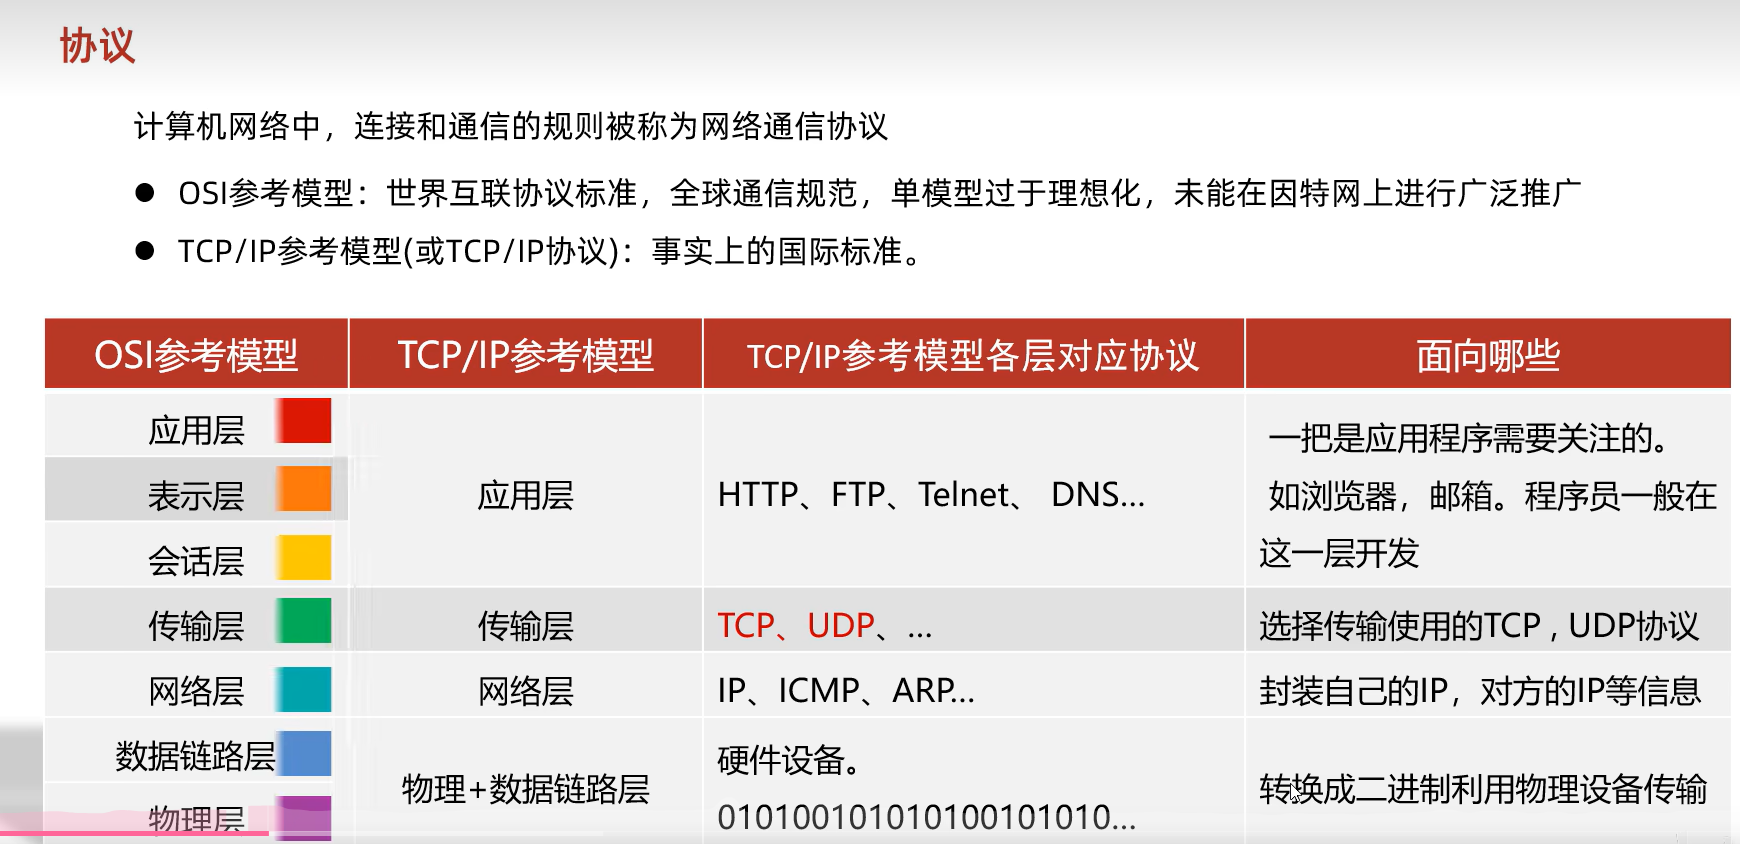 协议
计算机网络中，连接和通信的规则被称为网络通信协议
● OSI参考模型：世界互联协议标准，全球通信规范，单模型过于理想化，未能在因特网上进行广泛推广
● TCP/IP参考模型(或TCP/IP协议)：事实上的国际标准。
OSI参考模型 TCP/IP参考模型 TCP/IP参考模型各层对应协议 面向哪些
应用层
表示层
会话层
应用层
HTTP、FTP、Telnet、 DNS...
一把是应用程序需要关注的。
如浏览器，邮箱。程序员一般在
这一层开发
传输层 传输层 TCP、UDP、... 选择传输使用的TCP , UDP协议
网络层 网络层 IP、ICMP、ARP... 封装自己的IP，对方的IP等信息
数据链路层
物理层
物理+数据链路层
硬件设备。
010100101010100101010...
转换成二进制利用物理设备传输